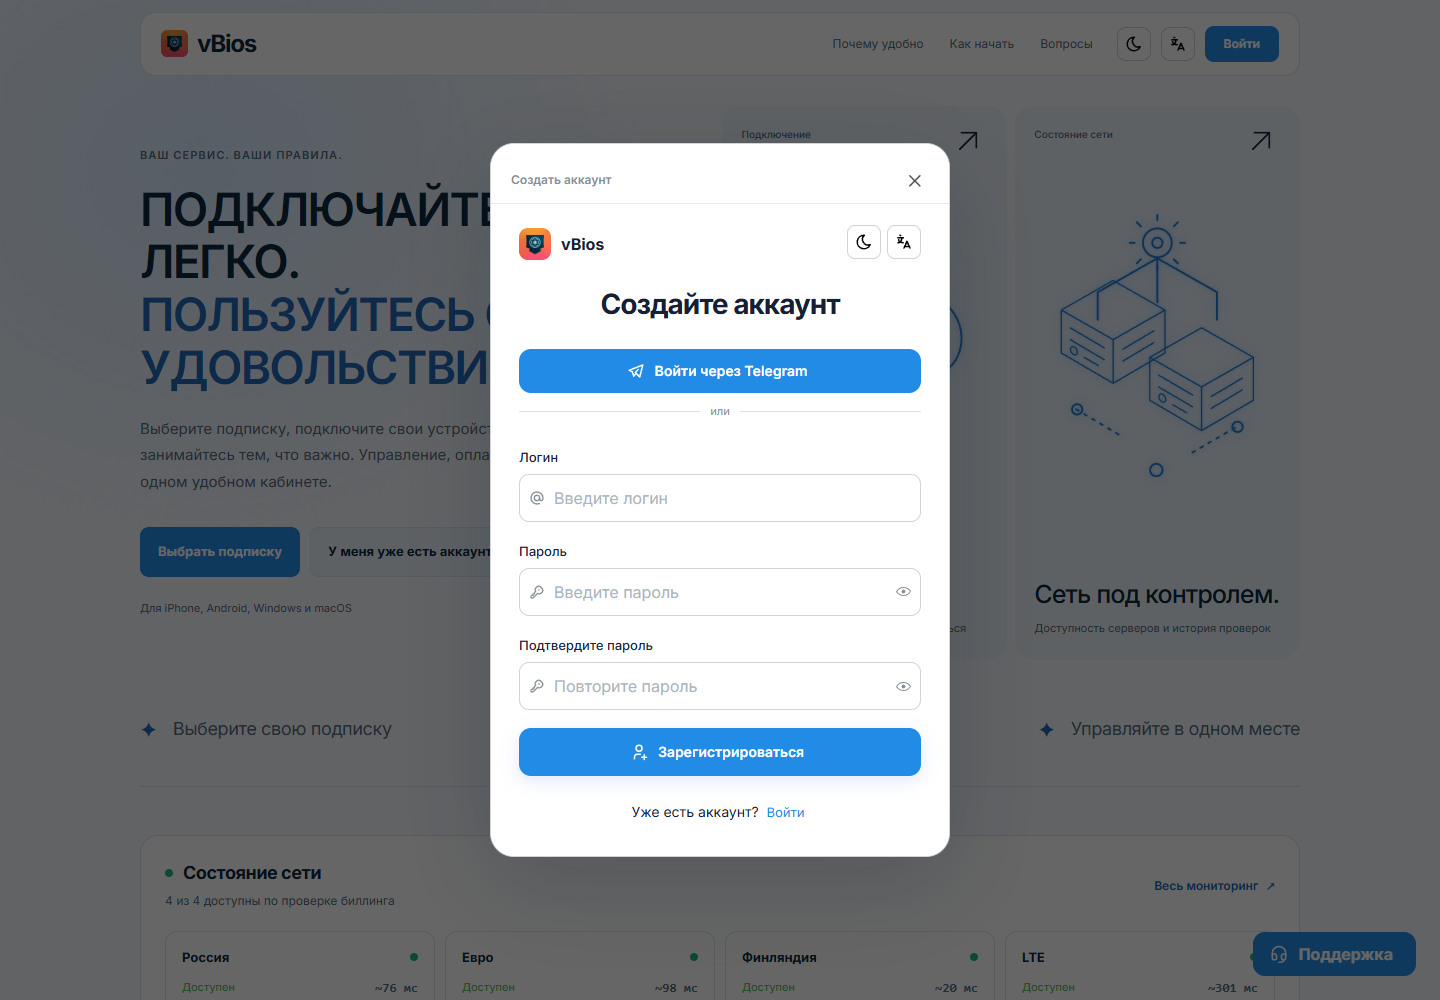 vBios
Почему удобно
Как начать
Вопросы
Войти
ВАШ СЕРВИС. ВАШИ ПРАВИЛА.
ПОДКЛЮЧАЙТЕ
ЛЕГКО.
ПОЛЬЗУЙТЕСЬ
УДОВОЛЬСТВИ
Выберите подписку, подключите свои устройст
занимайтесь тем, что важно. Управление, опла
одном удобном кабинете.
Выбрать подписку
У меня уже есть аккаунт
Для iPhone, Android, Windows и macOS
Подключение
ься
Состояние сети
Сеть под контролем.
Доступность серверов и история проверок
Создать аккаунт
vBios
Создайте аккаунт
Войти через Telegram
или
Логин
Введите логин
Пароль
Введите пароль
Подтвердите пароль
Повторите пароль
Зарегистрироваться
Уже есть аккаунт? Войти
Выберите свою подписку
Управляйте в одном месте
Состояние сети
4 из 4 доступны по проверке биллинга
Весь мониторинг ↗
Россия
Доступен ~76 мс
Евро
Доступен ~98 мс
Финляндия
Доступен ~20 мс
LTE
Доступен ~301 мс
Поддержка